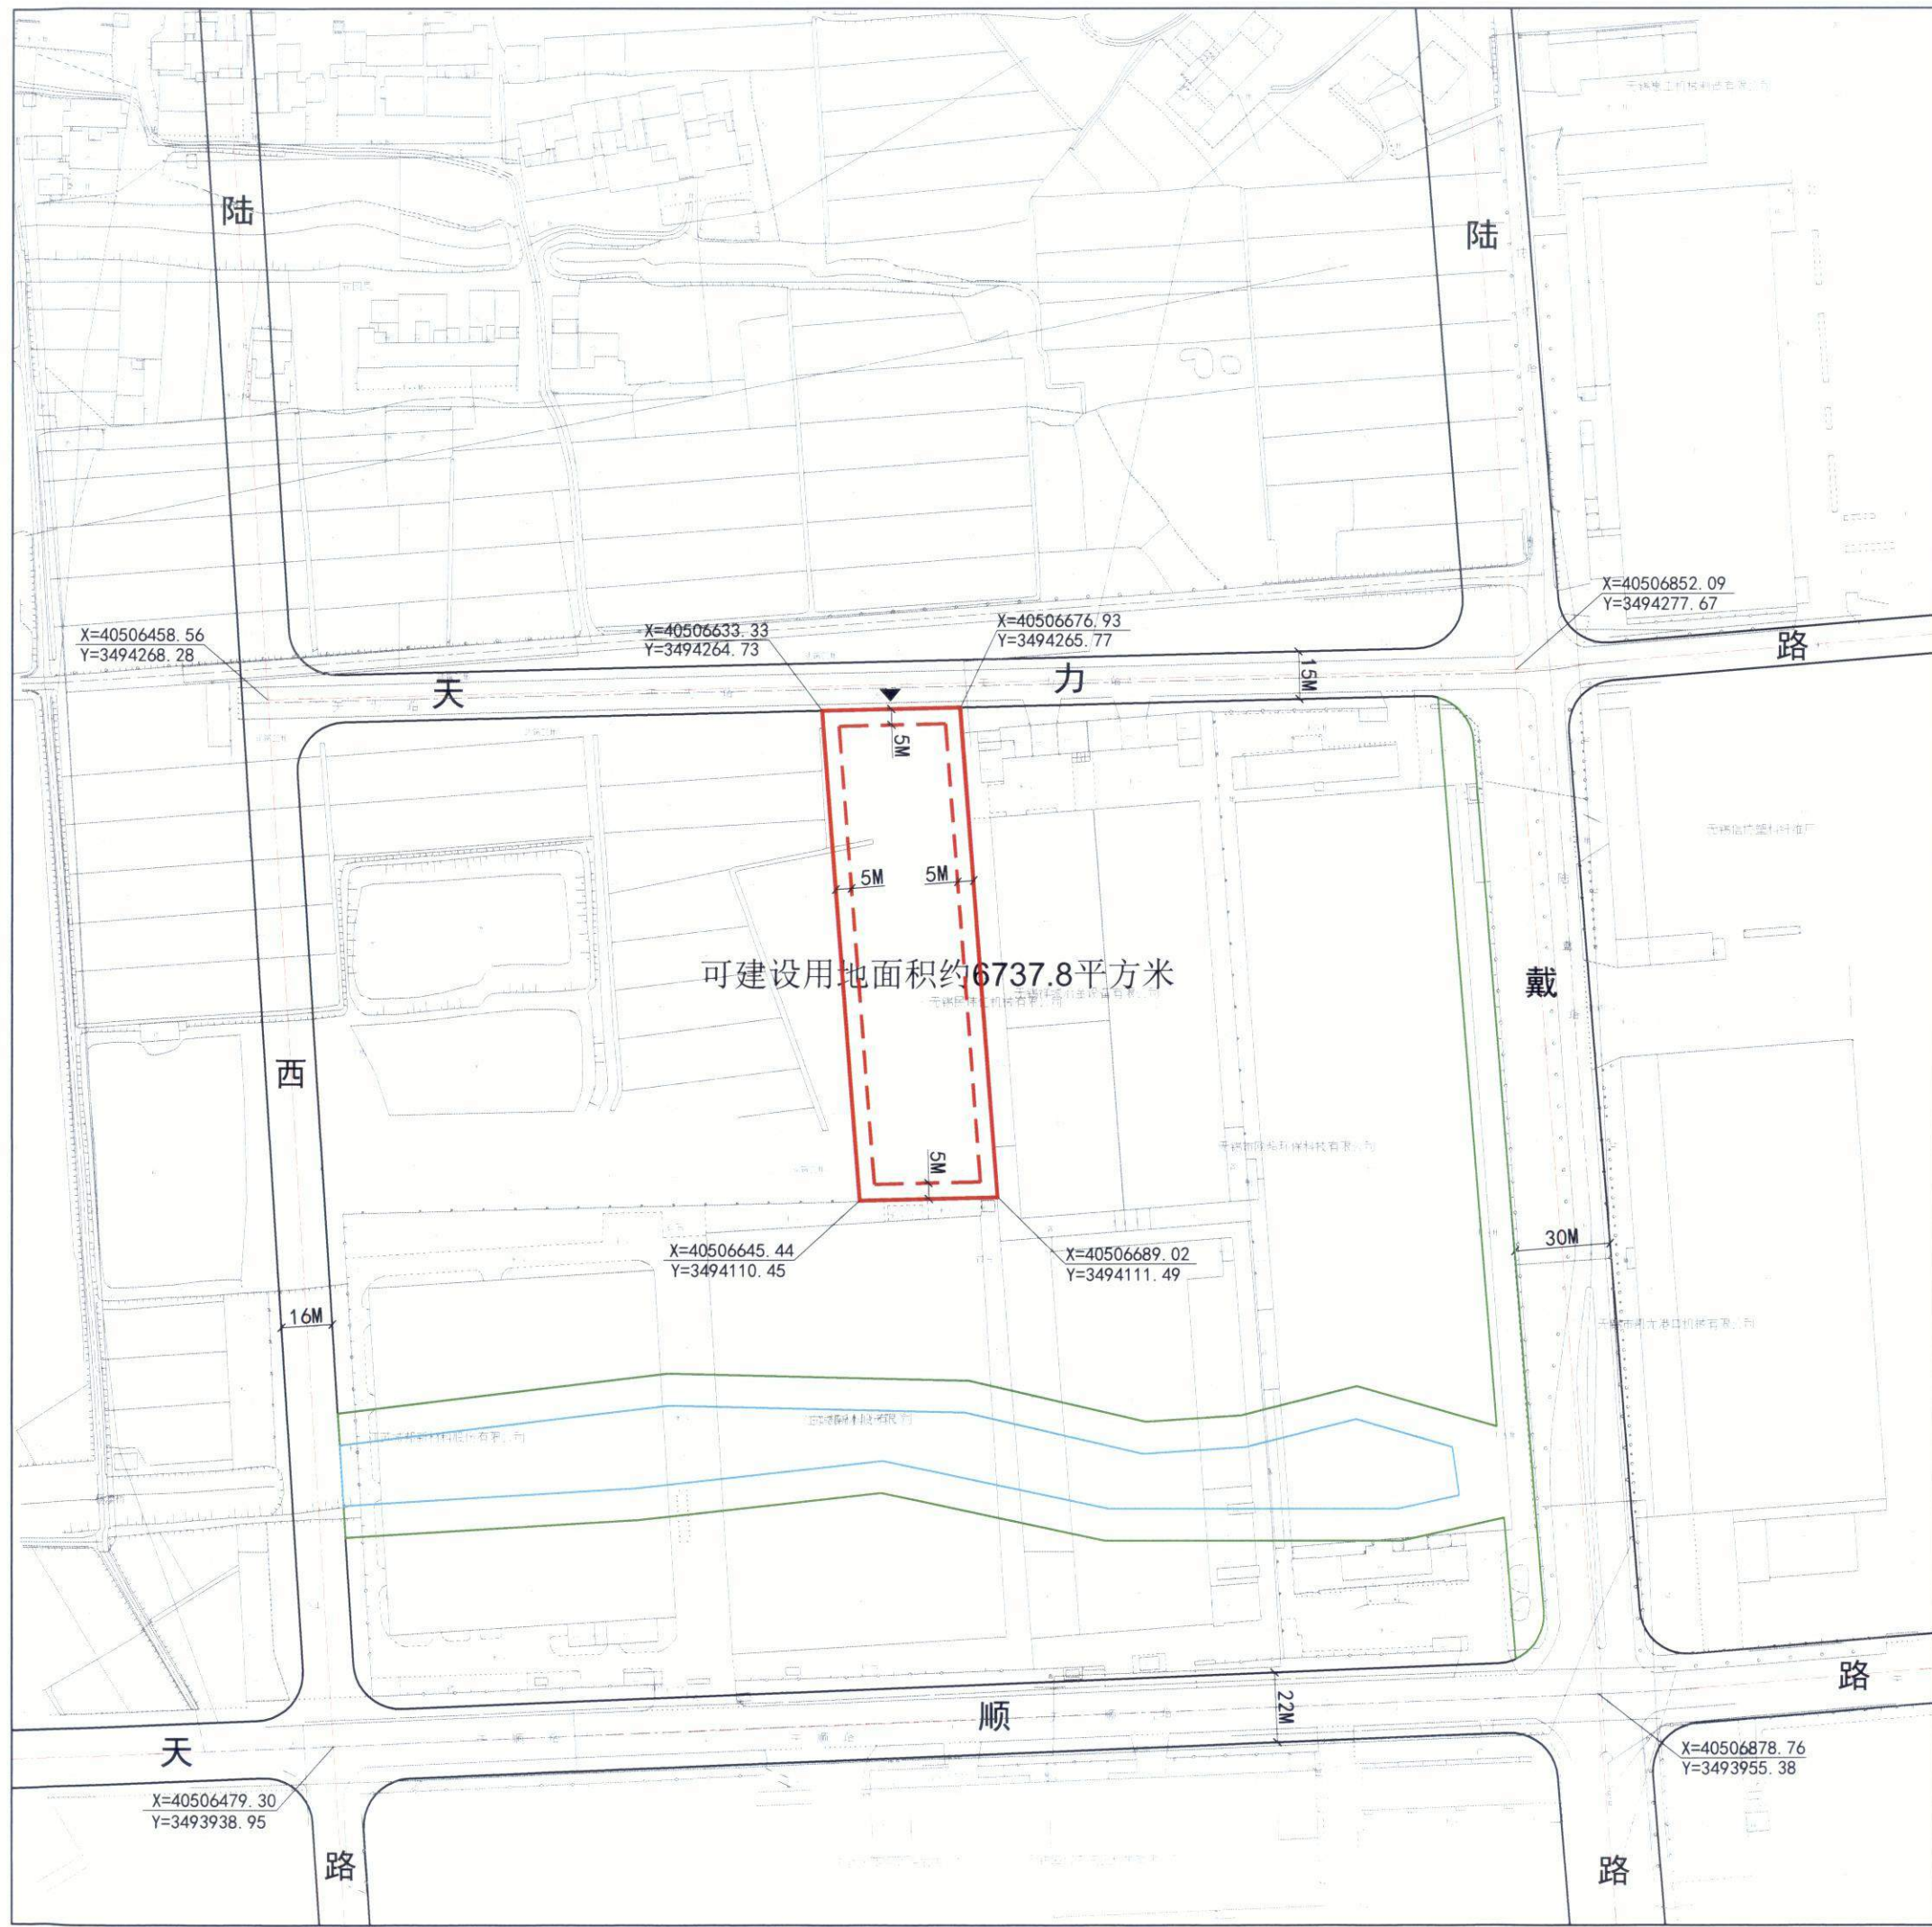 陆
陆
X=40506852.09
Y=3494277.67
X=40506458.56
Y=3494268.28
X=40506633.33
Y=3494264.73
X=40506676.93
Y=3494265.77
路
天
力
15M
5M
5M
5M
可建设用地面积约6737.8平方米
戴
西
5M
30M
X=40506645.44
Y=3494110.45
X=40506689.02
Y=3494111.49
16M
路
顺
22M
天
X=40506878.76
Y=3493955.38
X=40506479.30
Y=3493938.95
路
路